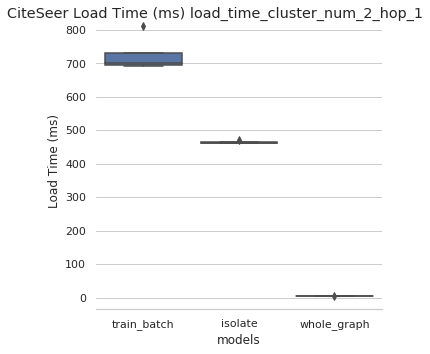 CiteSeer Load Time (ms) load_time_cluster_num_2_hop_1
800
700
600
500
400
300
200
100
0
Load Time (ms)
train_batch isolate whole_graph
models